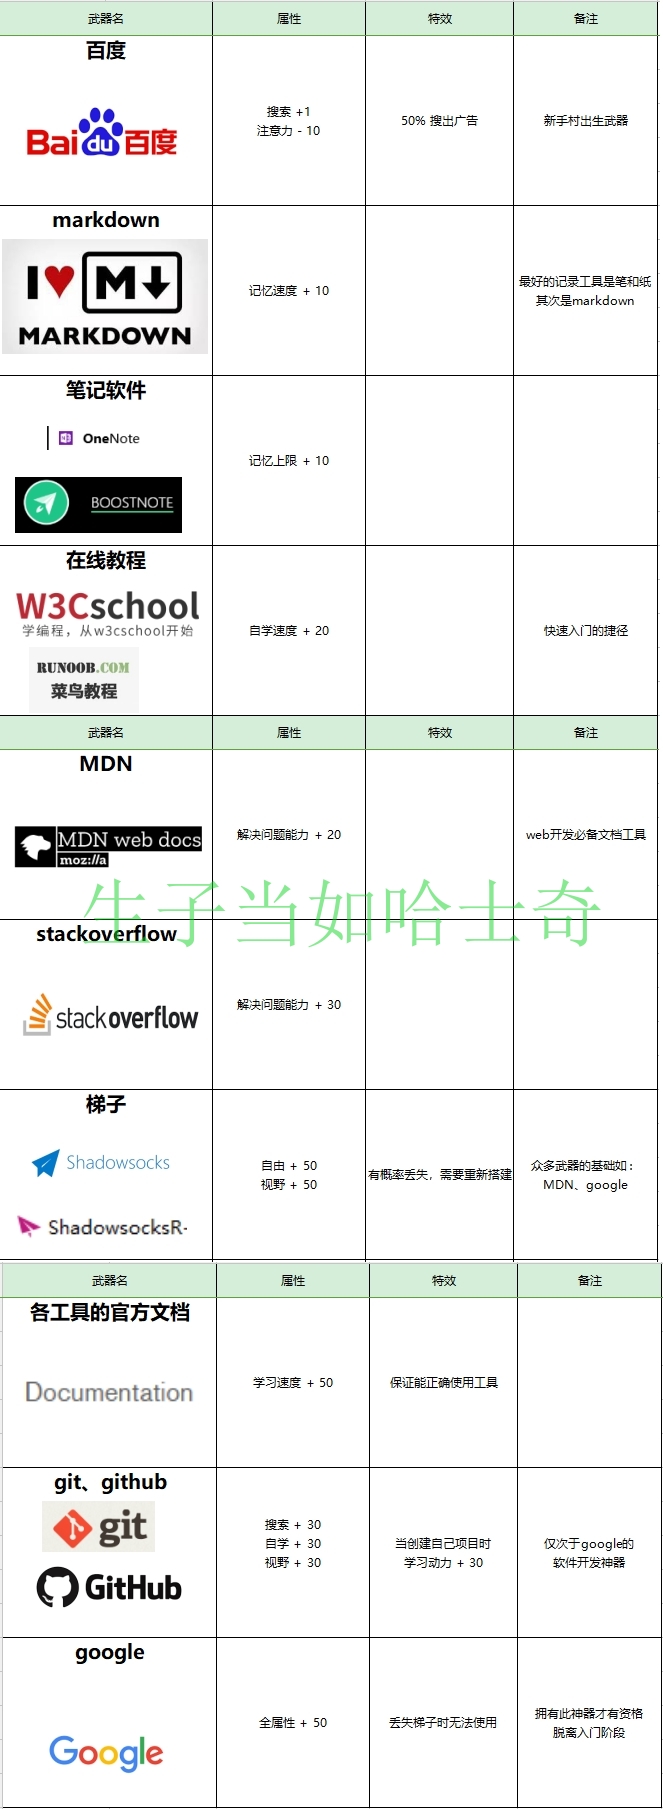 武器名 属性 特效 备注
百度
Bai du 百度
搜索 +1
注意力 - 10
50% 搜出广告
新手村出生武器
markdown
I♥ M↓
MARKDOWN
记忆速度 + 10
最好的记录工具是笔和纸
其次是markdown
笔记软件
N OneNote
BOOSTNOTE
记忆上限 + 10
在线教程
W3Cschool
学编程，从w3cschool开始
RUNOOB.COM
菜鸟教程
自学速度 + 20
快速入门的捷径
武器名 属性 特效 备注
MDN
MDN web docs
moz://a
解决问题能力 + 20
web开发必备文档工具
生子当如哈士奇
stackoverflow
stackoverflow
解决问题能力 + 30
梯子
Shadowsocks
ShadowsocksR-
自由 + 50
视野 + 50
有概率丢失，需要重新搭建
众多武器的基础如：
MDN、google
武器名 属性 特效 备注
各工具的官方文档
Documentation
学习速度 + 50
保证能正确使用工具
git、github
git
GitHub
搜索 + 30
自学 + 30
视野 + 30
当创建自己项目时
学习动力 + 30
仅次于google的
软件开发神器
google
Google
全属性 + 50
丢失梯子时无法使用
拥有此神器才有资格
脱离入门阶段